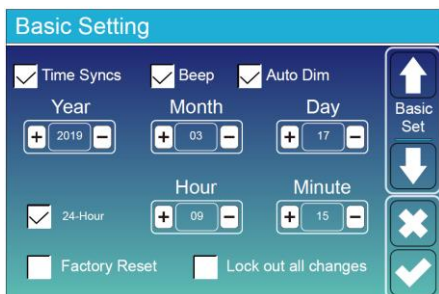 Basic Setting
Time Syncs Beep Auto Dim
Year Month Day
+ 2019 − + 03 − + 17 −
Basic
Set
Hour Minute
24-Hour + 09 − + 15 −
Factory Reset Lock out all changes